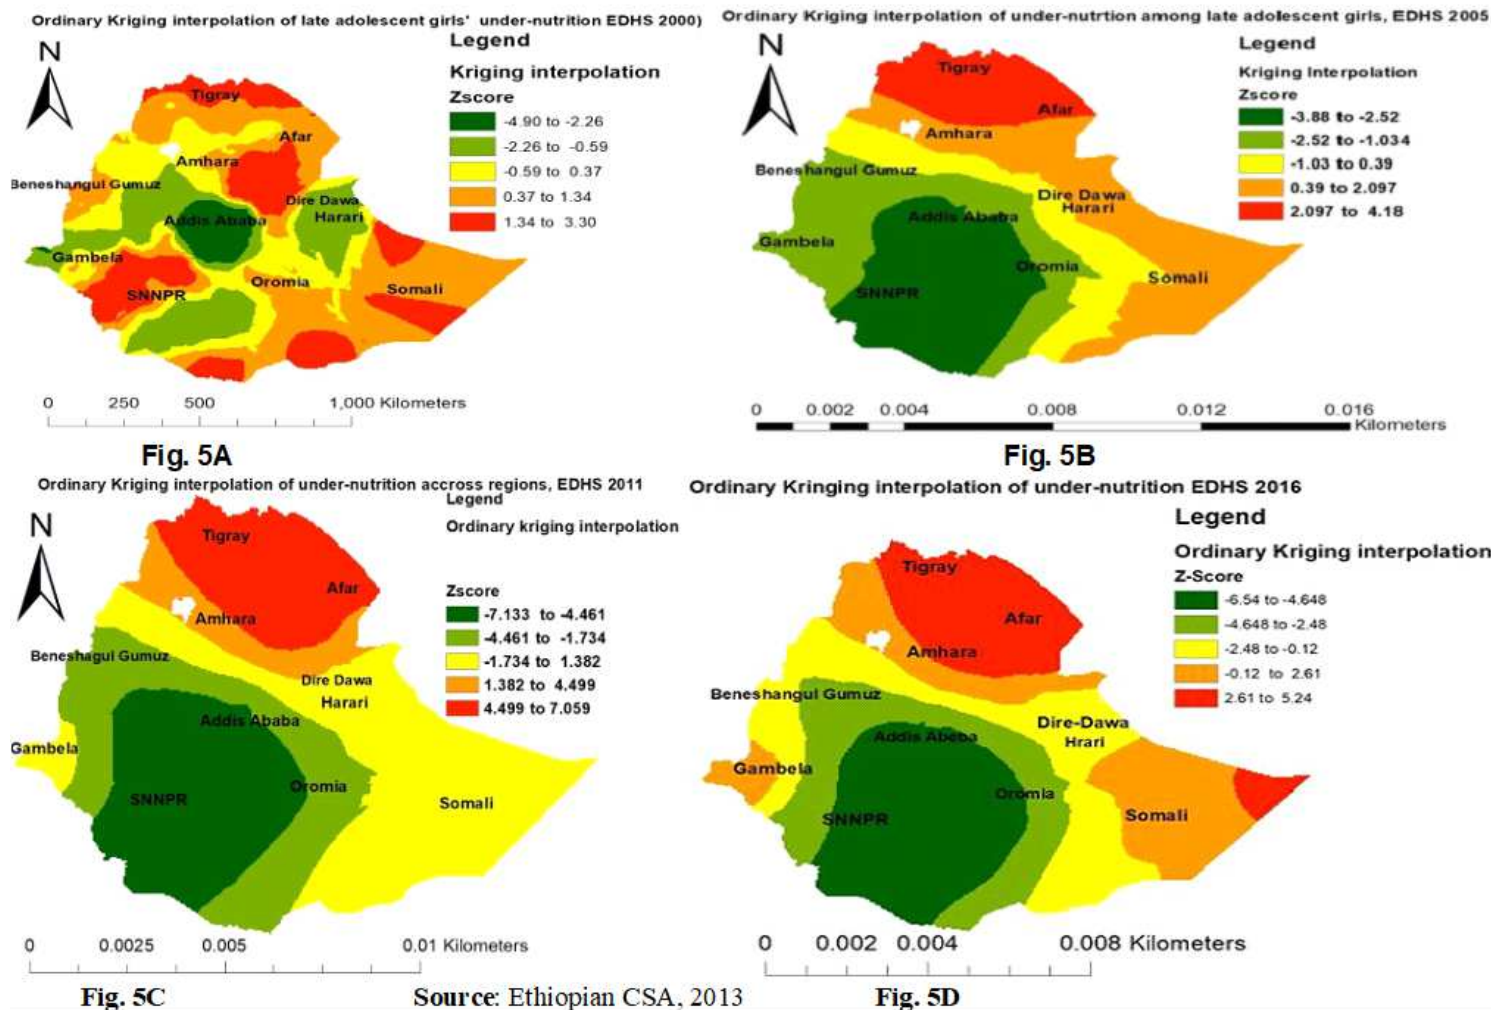 Ordinary Kriging interpolation of late adolescent girls' under-nutrition EDHS 2000)
Legend
N
Kriging interpolation
Zscore
-4.90 to -2.26
-2.26 to -0.59
-0.59 to 0.37
0.37 to 1.34
1.34 to 3.30
Tigray
Afar
Amhara
Beneshangul Gumuz
Dire Dawa
Harari
Addis Ababa
Gambela
Oromia
SNNPR
Somali
0 250 500 1,000 Kilometers
Fig. 5A
Ordinary Kriging interpolation of under-nutrtion among late adolescent girls, EDHS 2005
Legend
N
Kriging Interpolation
Zscore
-3.88 to -2.52
-2.52 to -1.034
-1.03 to 0.39
0.39 to 2.097
2.097 to 4.18
Tigray
Afar
Amhara
Beneshangul Gumuz
Dire Dawa
Harari
Addis Ababa
Gambela
Oromia
Somali
SNNPR
0 0.002 0.004 0.008 0.012 0.016
Kilometers
Fig. 5B
Ordinary Kriging interpolation of under-nutrition accross regions, EDHS 2011
Legend
N
Ordinary kriging interpolation
Zscore
-7.133 to -4.461
-4.461 to -1.734
-1.734 to 1.382
1.382 to 4.499
4.499 to 7.059
Tigray
Afar
Amhara
Beneshagul Gumuz
Dire Dawa
Harari
Addis Ababa
Gambela
Oromia
SNNPR
Somali
0 0.0025 0.005 0.01 Kilometers
Fig. 5C
Ordinary Kringing interpolation of under-nutrition EDHS 2016
Legend
Ordinary Kriging interpolation
Z-Score
-6.54 to -4.648
-4.648 to -2.48
-2.48 to -0.12
-0.12 to 2.61
2.61 to 5.24
Tigray
Afar
Amhara
Beneshangul Gumuz
Dire-Dawa
Hrari
Addis Abeba
Gambela
Oromia
SNNPR
Somali
0 0.002 0.004 0.008 Kilometers
Source: Ethiopian CSA, 2013
Fig. 5D